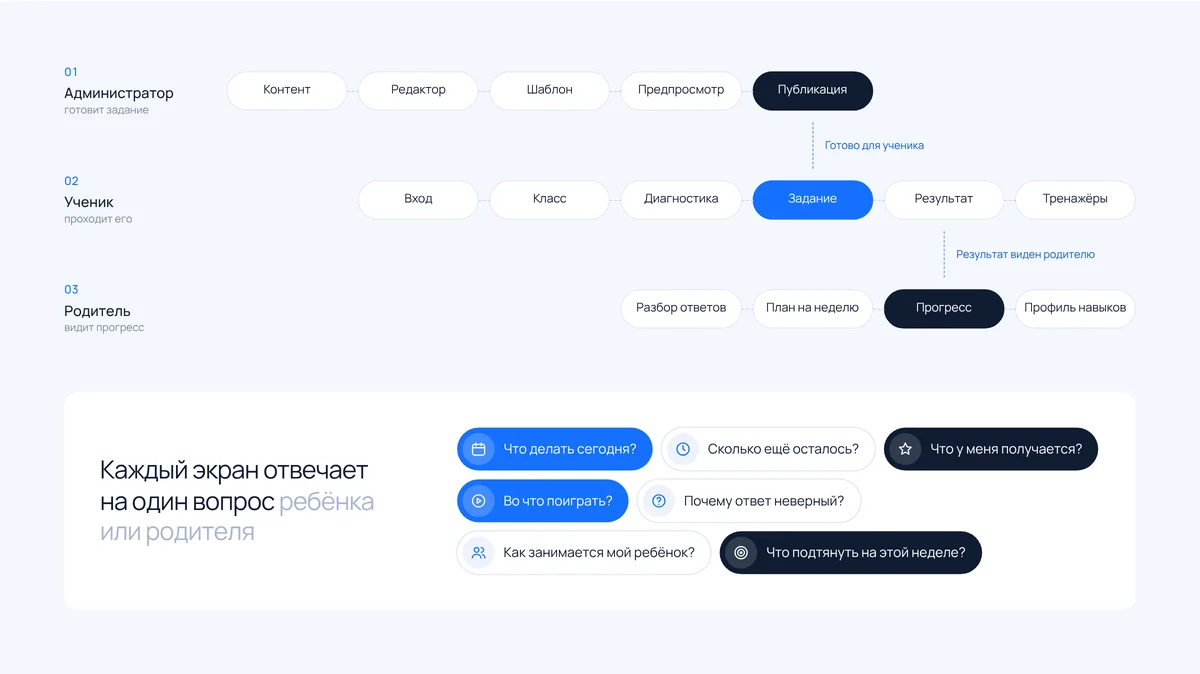 01
Администратор
готовит задание
Контент
Редактор
Шаблон
Предпросмотр
Публикация
Готово для ученика
02
Ученик
проходит его
Вход
Класс
Диагностика
Задание
Результат
Тренажёры
Результат виден родителю
03
Родитель
видит прогресс
Разбор ответов
План на неделю
Прогресс
Профиль навыков
Каждый экран отвечает
на один вопрос ребёнка
или родителя
Что делать сегодня?
Сколько ещё осталось?
Что у меня получается?
Во что поиграть?
Почему ответ неверный?
Как занимается мой ребёнок?
Что подтянуть на этой неделе?